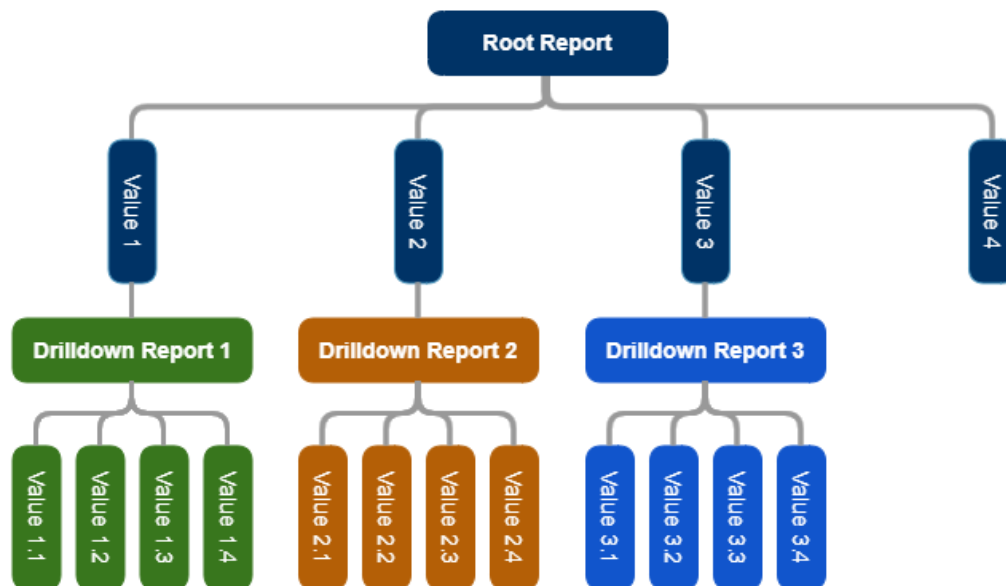 Root Report
Value 1
Value 2
Value 3
Value 4
Drilldown Report 1
Drilldown Report 2
Drilldown Report 3
Value 1.1
Value 1.2
Value 1.3
Value 1.4
Value 2.1
Value 2.2
Value 2.3
Value 2.4
Value 3.1
Value 3.2
Value 3.3
Value 3.4